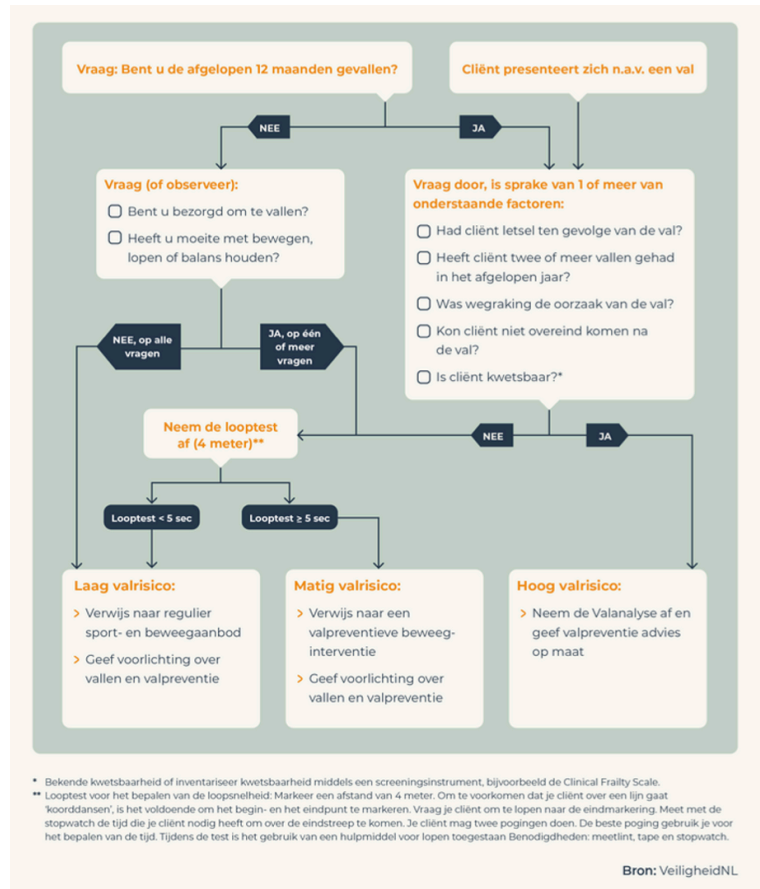 Vraag: Bent u de afgelopen 12 maanden gevallen?
Cliënt presenteert zich n.a.v. een val
NEE
JA
Vraag (of observeer):
Bent u bezorgd om te vallen?
Heeft u moeite met bewegen,
lopen of balans houden?
Vraag door, is sprake van 1 of meer van
onderstaande factoren:
Had cliënt letsel ten gevolge van de val?
Heeft cliënt twee of meer vallen gehad
in het afgelopen jaar?
Was wegraking de oorzaak van de val?
Kon cliënt niet overeind komen na
de val?
Is cliënt kwetsbaar?*
NEE, op alle
vragen
JA, op één
of meer
vragen
Neem de looptest
af (4 meter)**
NEE
JA
Looptest < 5 sec
Looptest ≥ 5 sec
Laag valrisico:
> Verwijs naar regulier
sport- en beweegaanbod
> Geef voorlichting over
vallen en valpreventie
Matig valrisico:
> Verwijs naar een
valpreventieve beweeg-
interventie
> Geef voorlichting over
vallen en valpreventie
Hoog valrisico:
> Neem de Valanalyse af en
geef valpreventie advies
op maat
* Bekende kwetsbaarheid of inventariseer kwetsbaarheid middels een screeningsinstrument, bijvoorbeeld de Clinical Frailty Scale.
** Looptest voor het bepalen van de loopsnelheid: Markeer een afstand van 4 meter. Om te voorkomen dat je cliënt over een lijn gaat
'koorddansen', is het voldoende om het begin- en het eindpunt te markeren. Vraag je cliënt om te lopen naar de eindmarkering. Meet met de
stopwatch de tijd die je cliënt nodig heeft om over de eindstreep te komen. Je cliënt mag twee pogingen doen. De beste poging gebruik je voor
het bepalen van de tijd. Tijdens de test is het gebruik van een hulpmiddel voor lopen toegestaan Benodigdheden: meetlint, tape en stopwatch.
Bron: VeiligheidNL